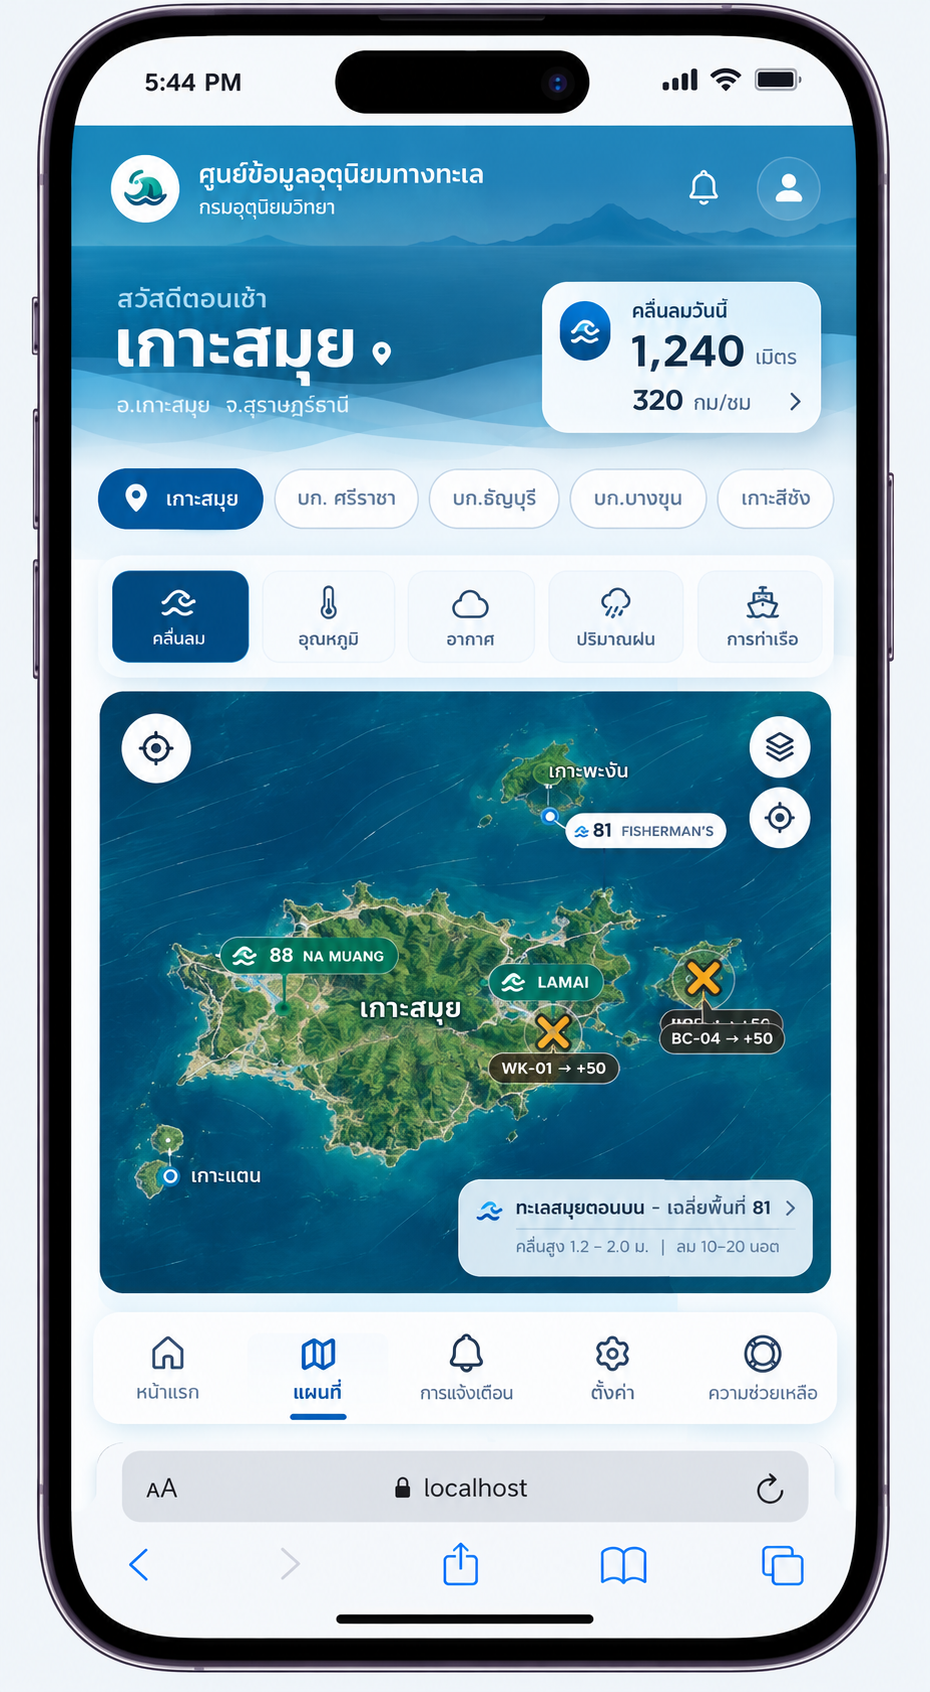 5:44 PM
ศูนย์ข้อมูลอุตุนิยมทางทะเล
กรมอุตุนิยมวิทยา
สวัสดีตอนเช้า
เกาะสมุย
อ.เกาะสมุย จ.สุราษฎร์ธานี
คลื่นลมวันนี้
1,240 เมิตร
320 กม/ชม
เกาะสมุย
บก. ศรีราชา
บก.ธัญบุรี
บก.บางขุน
เกาะสีชัง
คลื่นลม
อุณหภูมิ
อากาศ
ปริมาณฝน
การท่าเรือ
เกาะพะงัน
81 FISHERMAN'S
88 NA MUANG
LAMAI
เกาะสมุย
BC-04 → +50
WK-01 → +50
เกาะแตน
ทะเลสมุยตอนบน - เฉลี่ยพื้นที่ 81
คลื่นสูง 1.2 – 2.0 ม. | ลม 10–20 นอต
หน้าแรก
แผนที่
การแจ้งเตือน
ตั้งค่า
ความช่วยเหลือ
AA
localhost